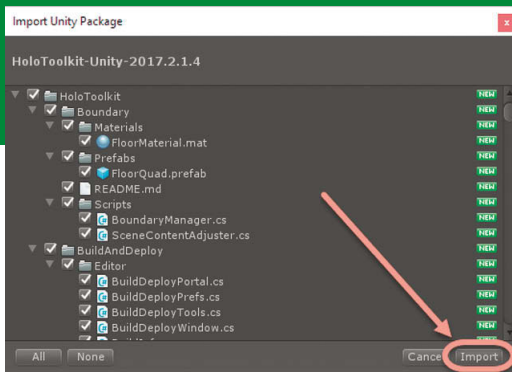 Import Unity Package
x
HoloToolkit-Unity-2017.2.1.4
HoloToolkit NEW
Boundary NEW
Materials NEW
FloorMaterial.mat NEW
Prefabs NEW
FloorQuad.prefab NEW
README.md NEW
Scripts NEW
BoundaryManager.cs NEW
SceneContentAdjuster.cs NEW
BuildAndDeploy NEW
Editor NEW
BuildDeployPortal.cs NEW
BuildDeployPrefs.cs NEW
BuildDeployTools.cs NEW
BuildDeployWindow.cs NEW
All None Cance Import